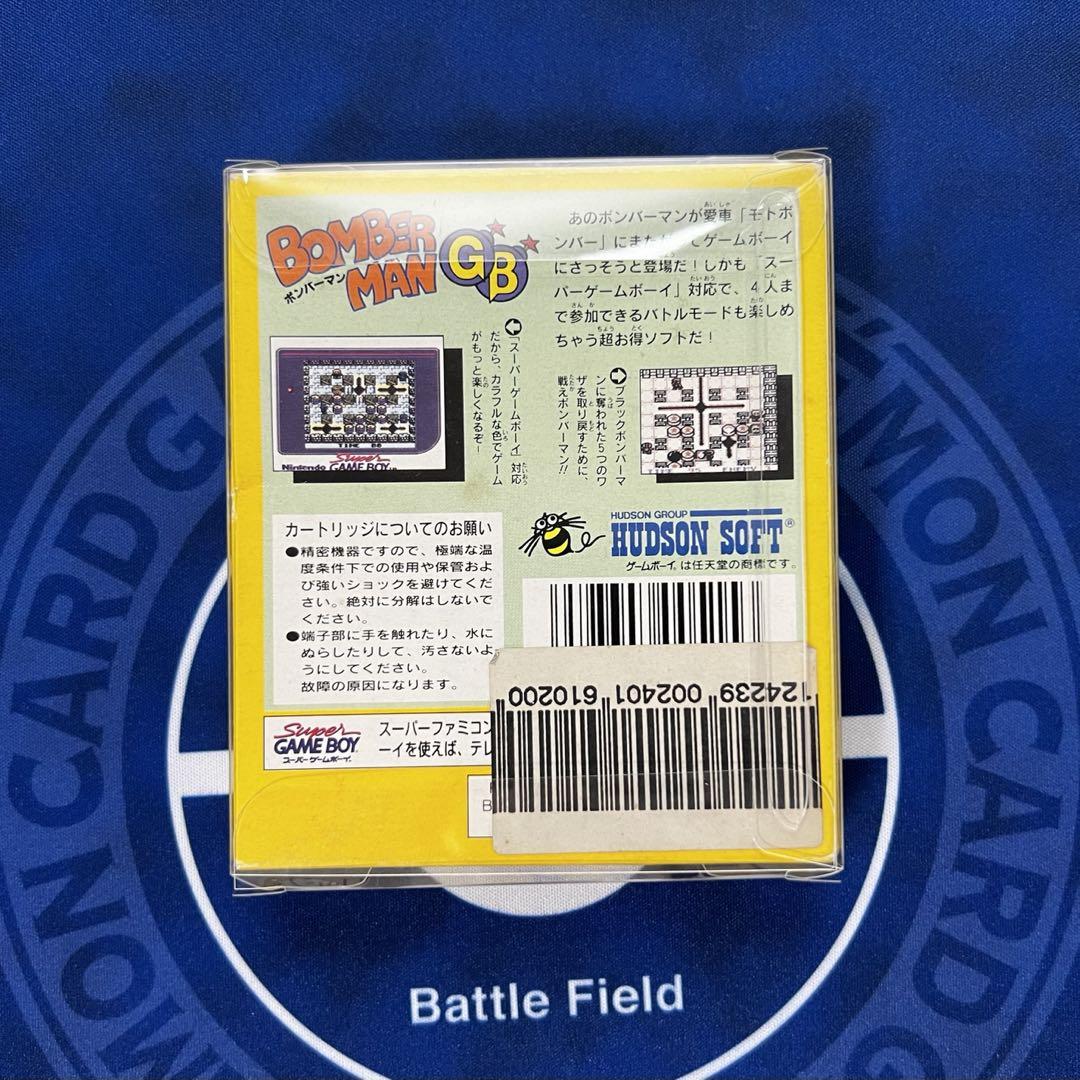 BOMBER
MAN GB
ボンバーマン
あのボンバーマンが愛車「モトボ
ンバー」にまたがってゲームボーイ
にさっそうと登場だ!しかも「スー
パーゲームボーイ」対応で、4人ま
で参加できるバトルモードも楽しめ
ちゃう超お得ソフトだ!
「スーパーゲームボーイ」対応
だから、カラフルな色でゲーム
がもっと楽しくなるぞー
ブラックボンバーマ
ンに奪われた5つのワ
ザを取り戻すために、
戦えボンバーマン!!
TIME
Super
Nintendo GAME BOY
TIME 95 ENEMY
カートリッジについてのお願い
●精密機器ですので、極端な温
度条件下での使用や保管およ
び強いショックを避けてくだ
さい。絶対に分解はしないで
ください。
●端子部に手を触れたり、水に
ぬらしたりして、汚さないよ
うにしてください。
故障の原因になります。
HUDSON GROUP
HUDSON SOFT®
ゲームボーイ®は任天堂の商標です。
124239 002401 610200
Super
GAME BOY
スーパーゲームボーイ
スーパーファミコン
ーイを使えば、テレ
B
Battle Field
MON CARD GAME